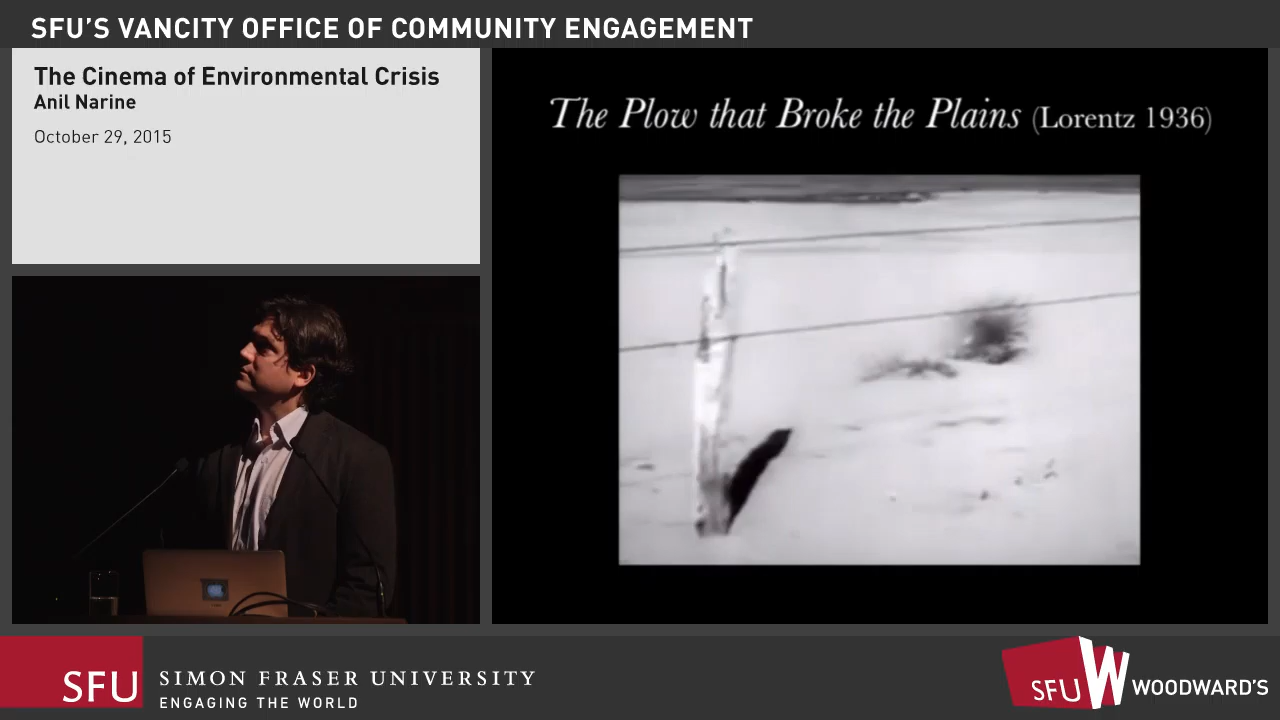 SFU'S VANCITY OFFICE OF COMMUNITY ENGAGEMENT
The Cinema of Environmental Crisis
Anil Narine
October 29, 2015
The Plow that Broke the Plains (Lorentz 1936)
SFU
SIMON FRASER UNIVERSITY
ENGAGING THE WORLD
SFU W WOODWARD'S